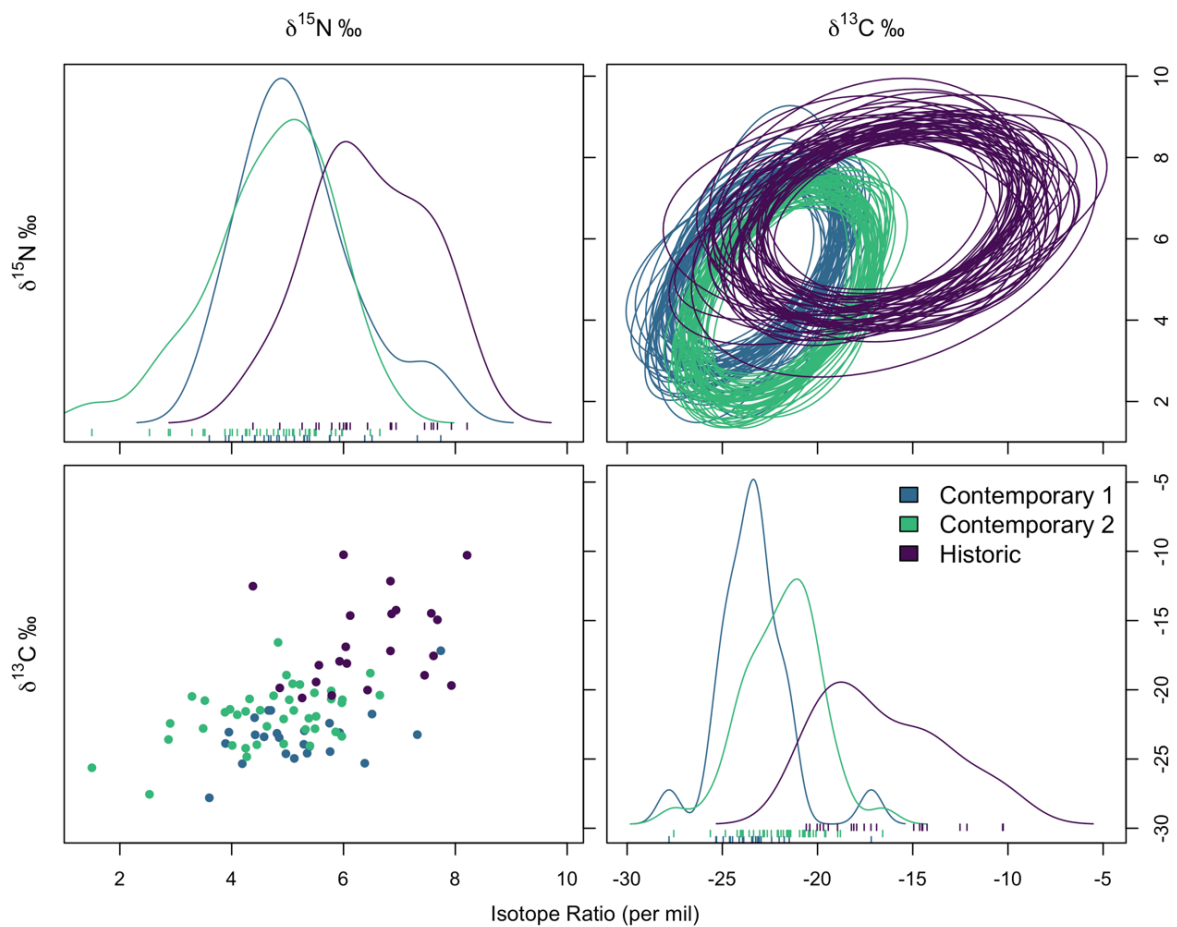 δ15N ‰ δ13C ‰
δ15N ‰
10
8
6
4
2
δ13C ‰
Contemporary 1
Contemporary 2
Historic
-5
-10
-15
-20
-25
-30
2 4 6 8 10 -30 -25 -20 -15 -10 -5
Isotope Ratio (per mil)